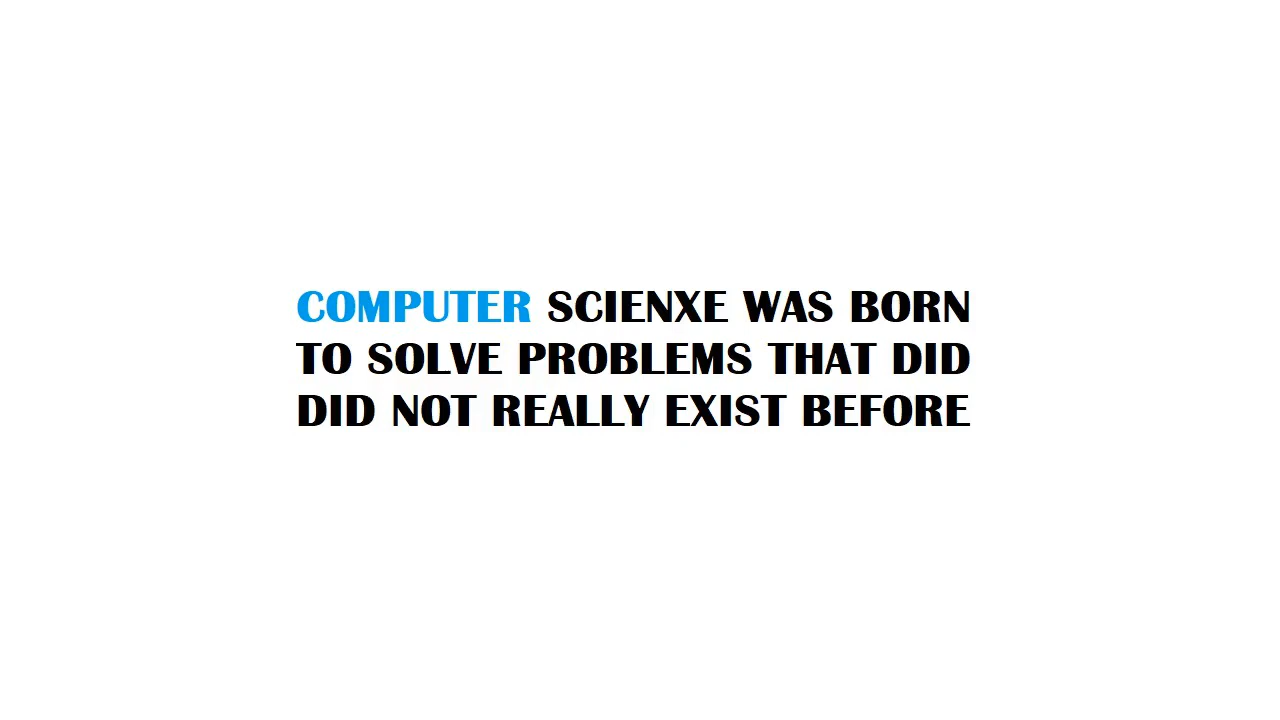 COMPUTER SCIENXE WAS BORN
TO SOLVE PROBLEMS THAT DID
DID NOT REALLY EXIST BEFORE